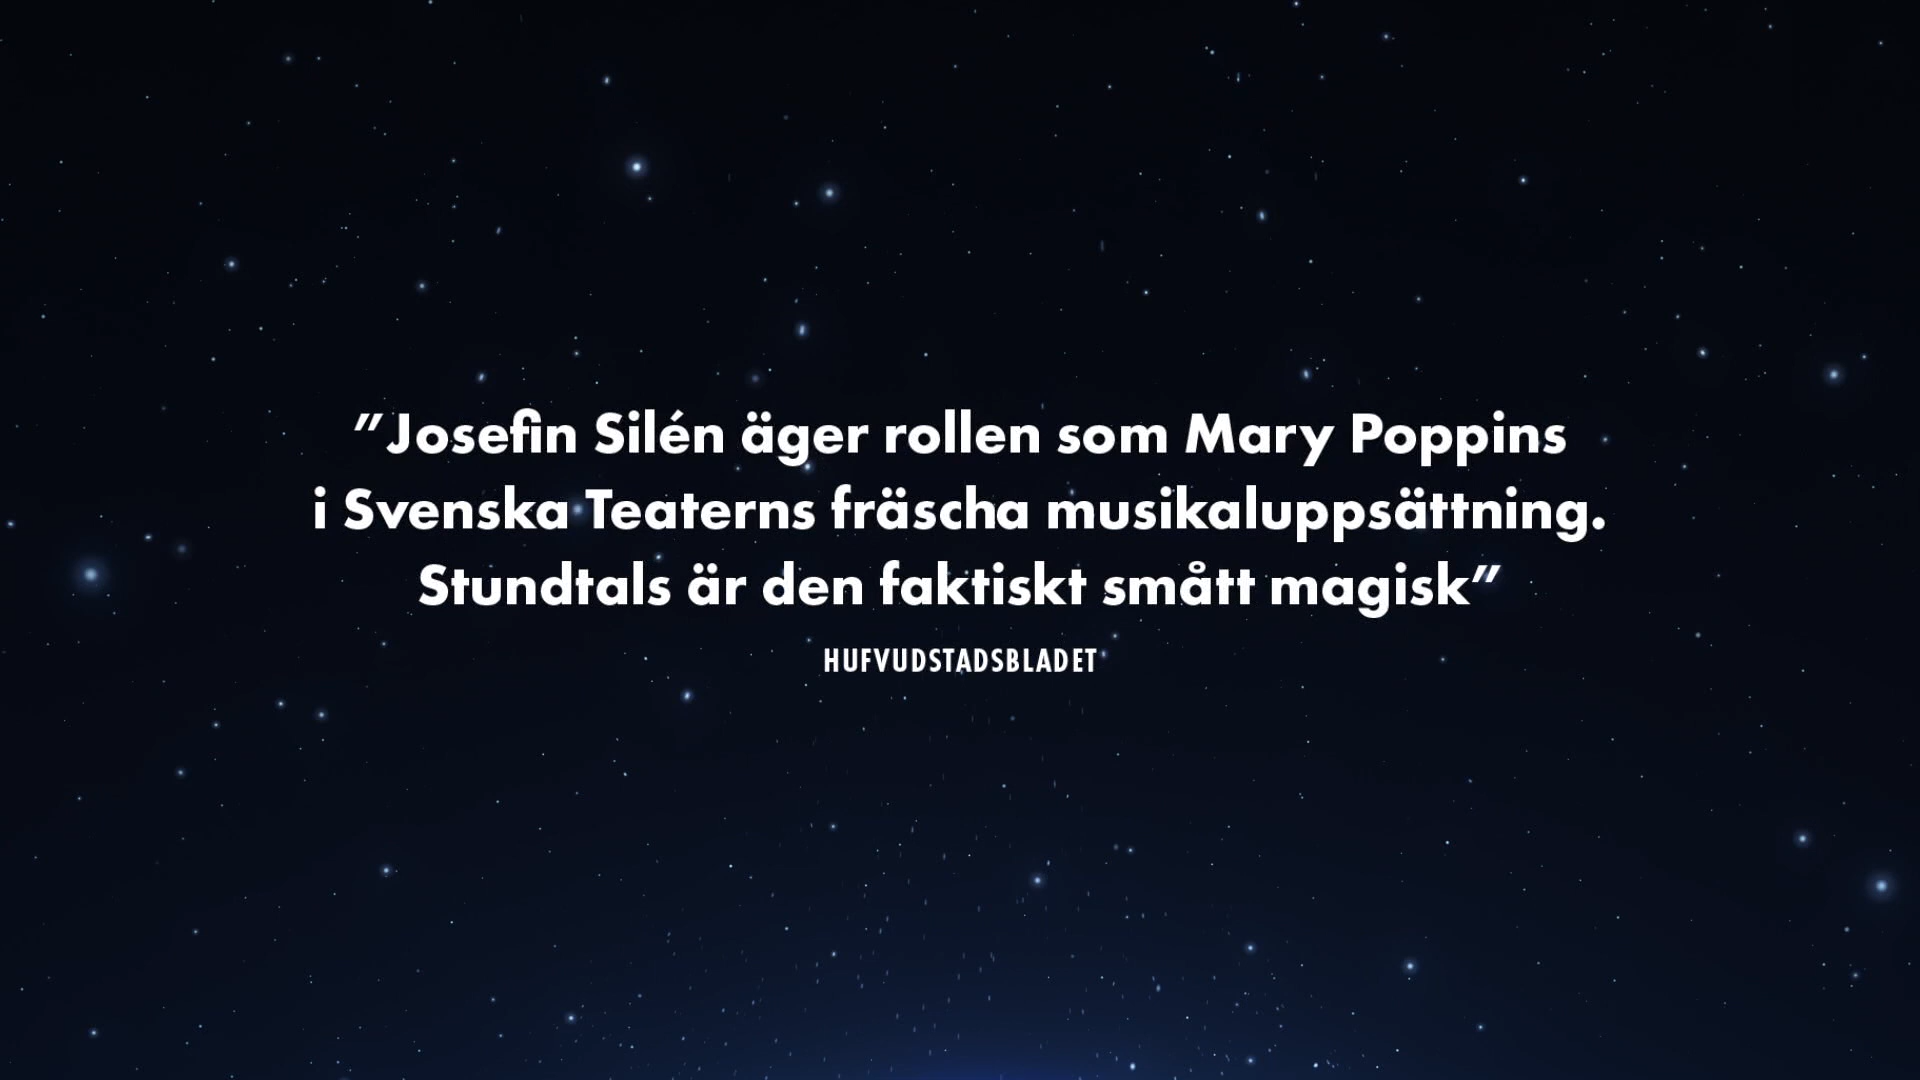 ”Josefin Silén äger rollen som Mary Poppins
i Svenska Teaterns fräscha musikaluppsättning.
Stundtals är den faktiskt smått magisk”
HUFVUDSTADSBLADET